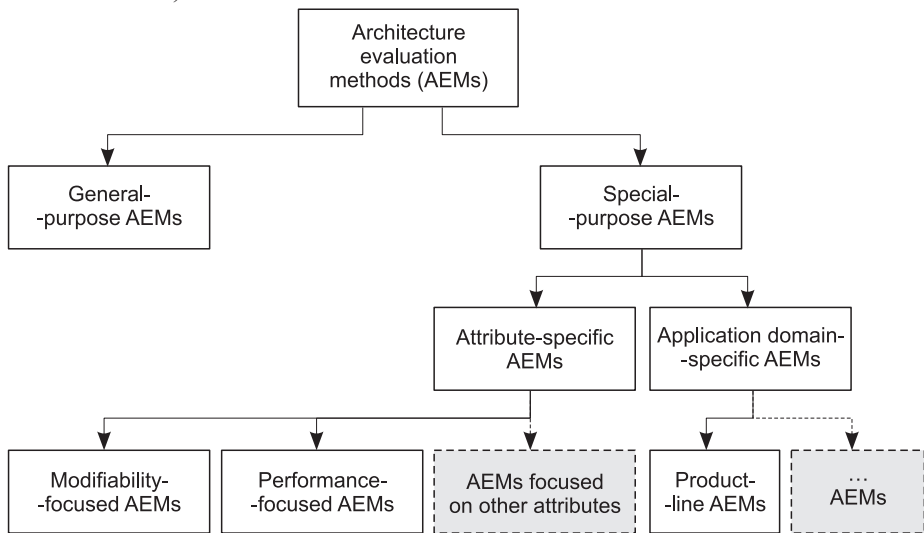 Architecture
evaluation
methods (AEMs)
General-
-purpose AEMs
Special-
-purpose AEMs
Attribute-specific
AEMs
Application domain-
-specific AEMs
Modifiability-
-focused AEMs
Performance-
-focused AEMs
AEMs focused
on other attributes
Product-
-line AEMs
...
AEMs